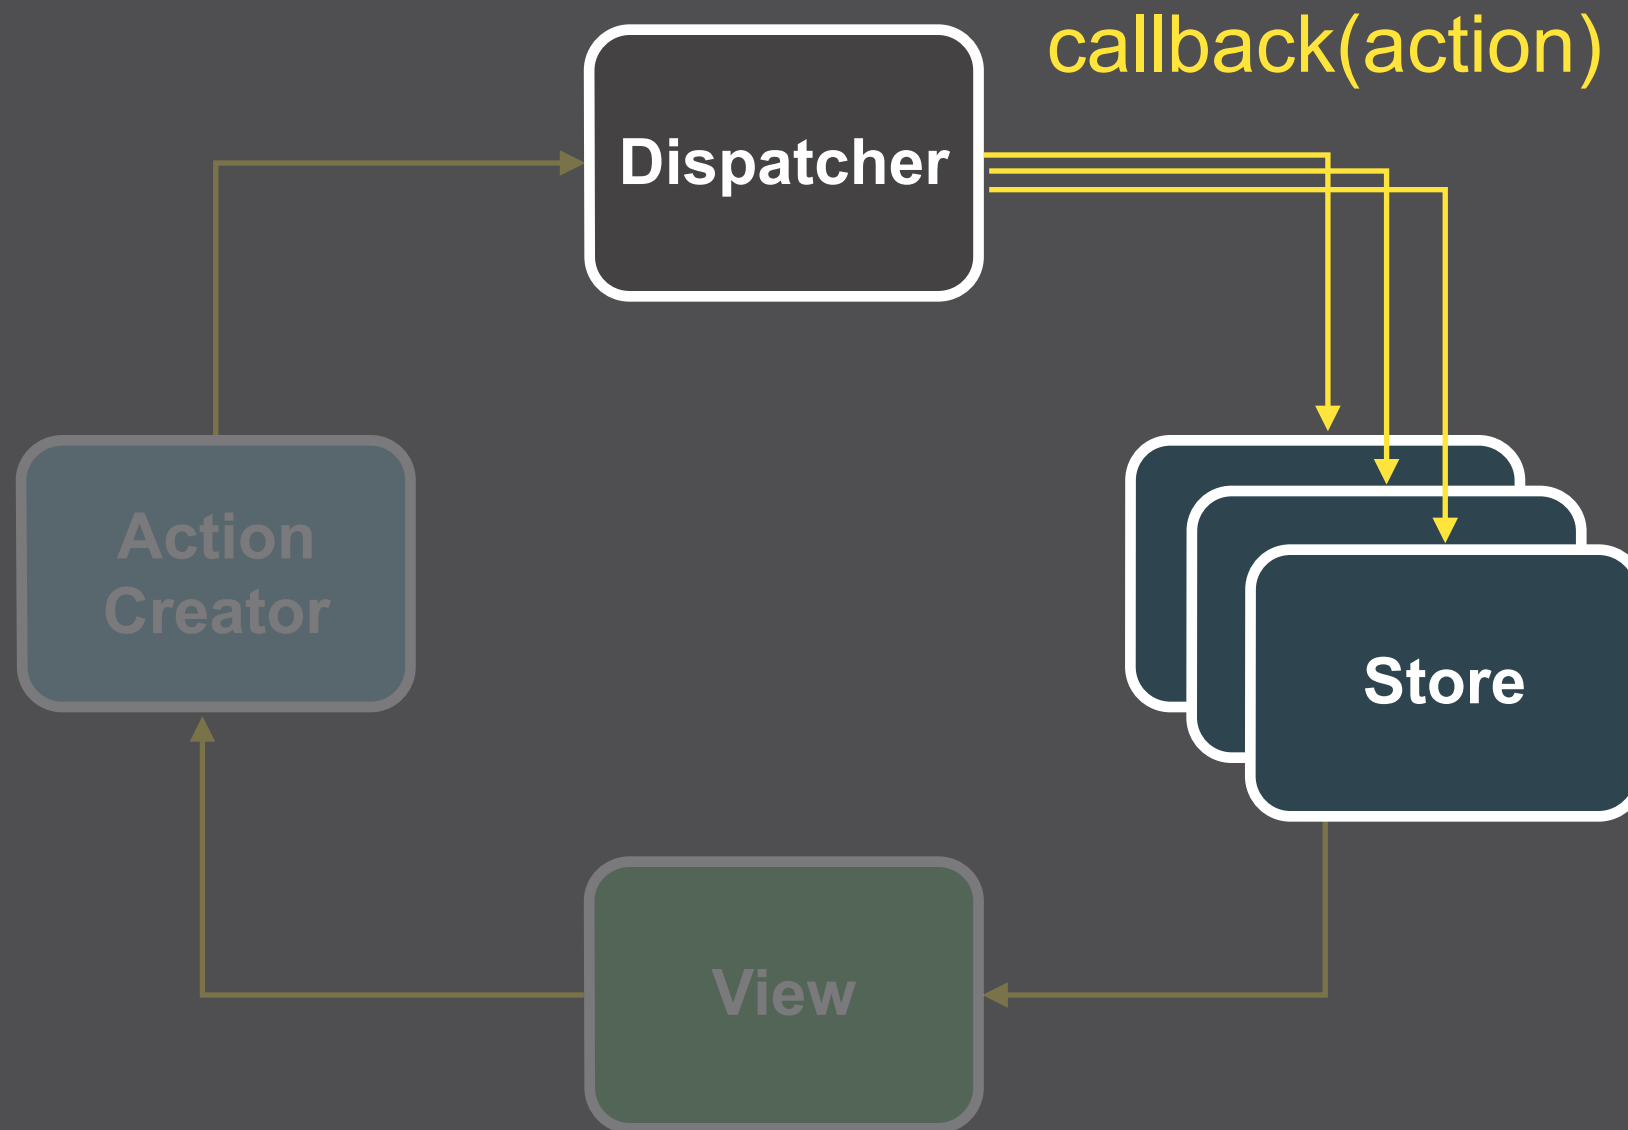 callback(action)
Dispatcher
Action
Creator
Store
View